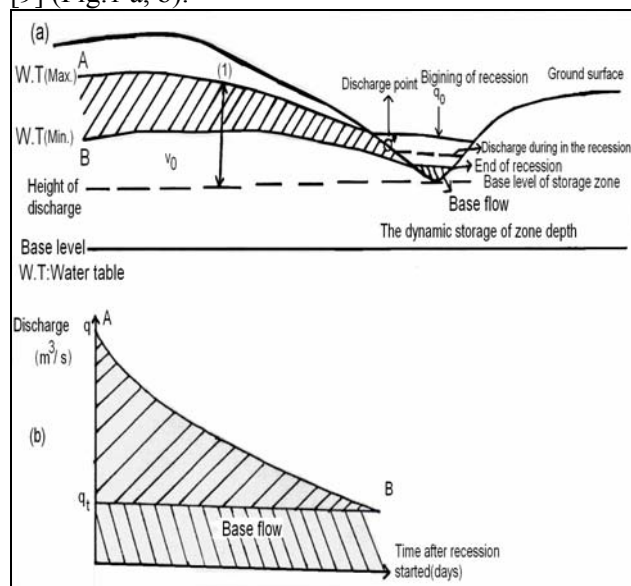 [9] (Fig.1 a, b).
(a)
A
W.T(Max.)
(1)
Discharge point
Bigining of recession
q0
Ground surface
W.T(Min.)
B
v0
Discharge during in the recession
End of recession
Height of
discharge
Base level of storage zone
Base flow
The dynamic storage of zone depth
Base level
W.T:Water table
Discharge q
(m3/s)
A
(b)
qt
B
Base flow
Time after recession
started(days)